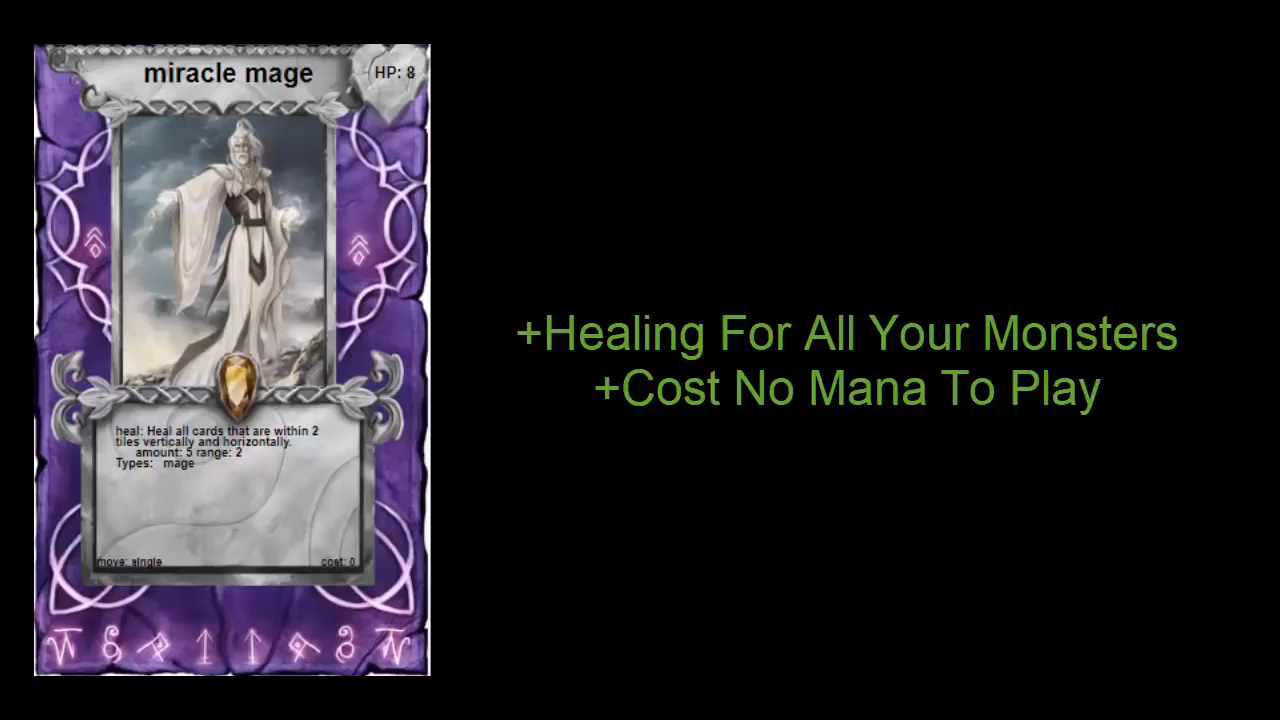 miracle mage
HP: 8
heal: Heal all cards that are within 2
tiles vertically and horizontally.
amount: 5 range: 2
Types: mage
move: single
cost: 0
+Healing For All Your Monsters
+Cost No Mana To Play